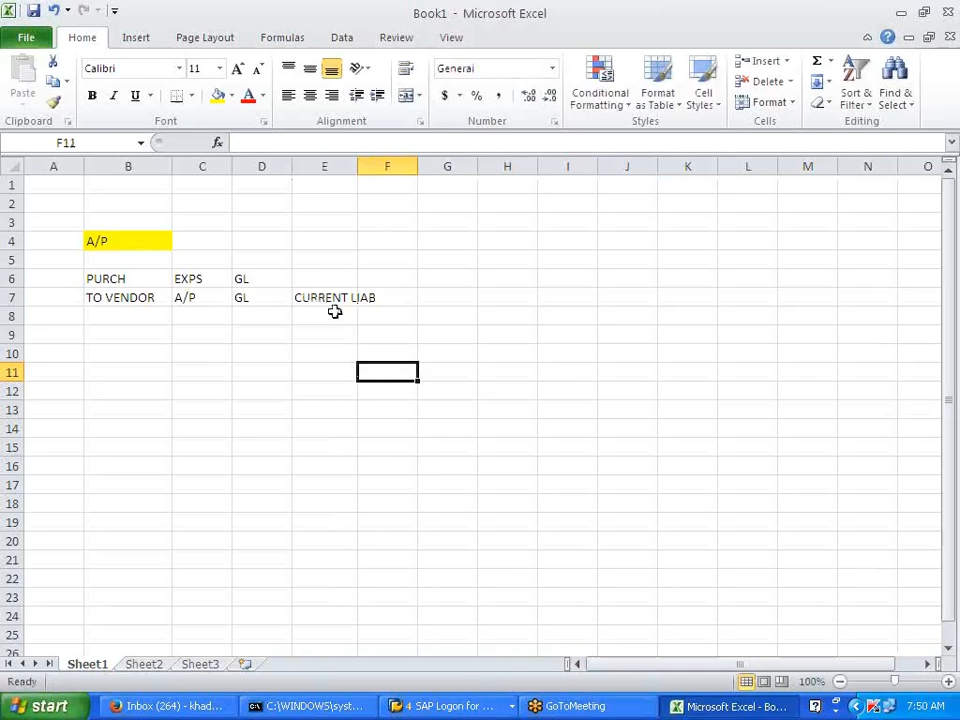 Book1 - Microsoft Excel
File Home Insert Page Layout Formulas Data Review View
Paste
Calibri 11
General
$ % ,
Conditional Formatting
Format as Table
Cell Styles
Insert
Delete
Format
Σ
Sort & Filter
Find & Select
B I U A
Clipboard Font Alignment Number Styles Cells Editing
F11 fx
A B C D E F G H I J K L M N O
1
2
3
4 A/P
5
6 PURCH EXPS GL
7 TO VENDOR A/P GL CURRENT LIAB
8
9
10
11
12
13
14
15
16
17
18
19
20
21
22
23
24
25
26
Sheet1 Sheet2 Sheet3
Ready 100%
start Inbox (264) - khad... C:\WINDOWS\syst... 4 SAP Logon for ... GoToMeeting Microsoft Excel - Bo... 7:50 AM